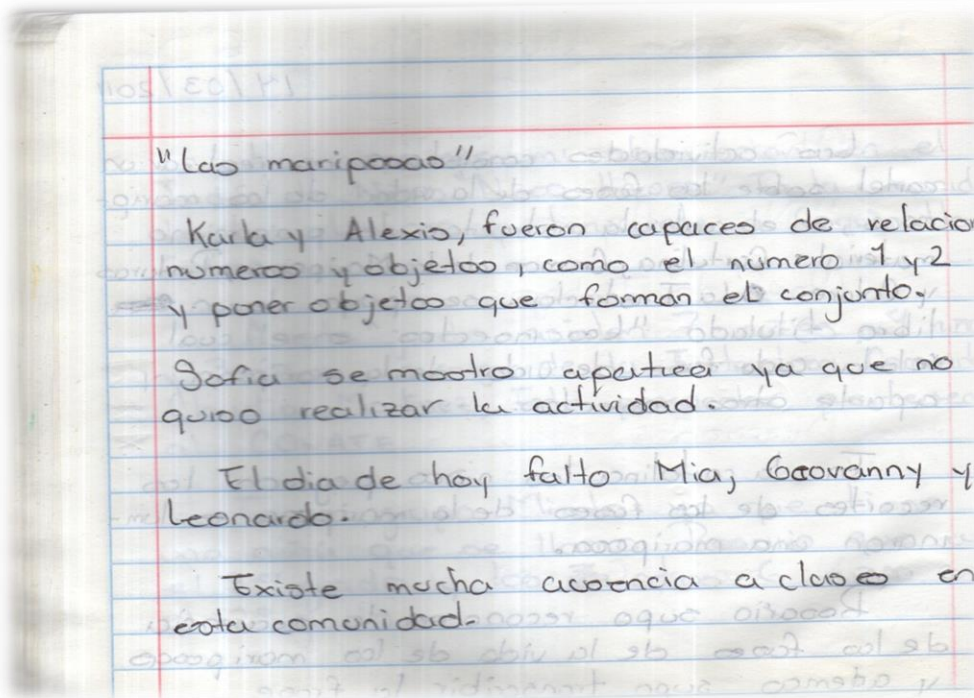 "Las mariposas"
Karla y Alexis, fueron capaces de relacio
numeros y objetos, como el número 1 y 2
y poner objetos que forman el conjunto.
Sofia se mostro apatica ya que no
quiso realizar la actividad.
El dia de hoy falto Mia, Geovanny y
Leonardo.
Existe mucha ausencia a clases en
esta comunidad.